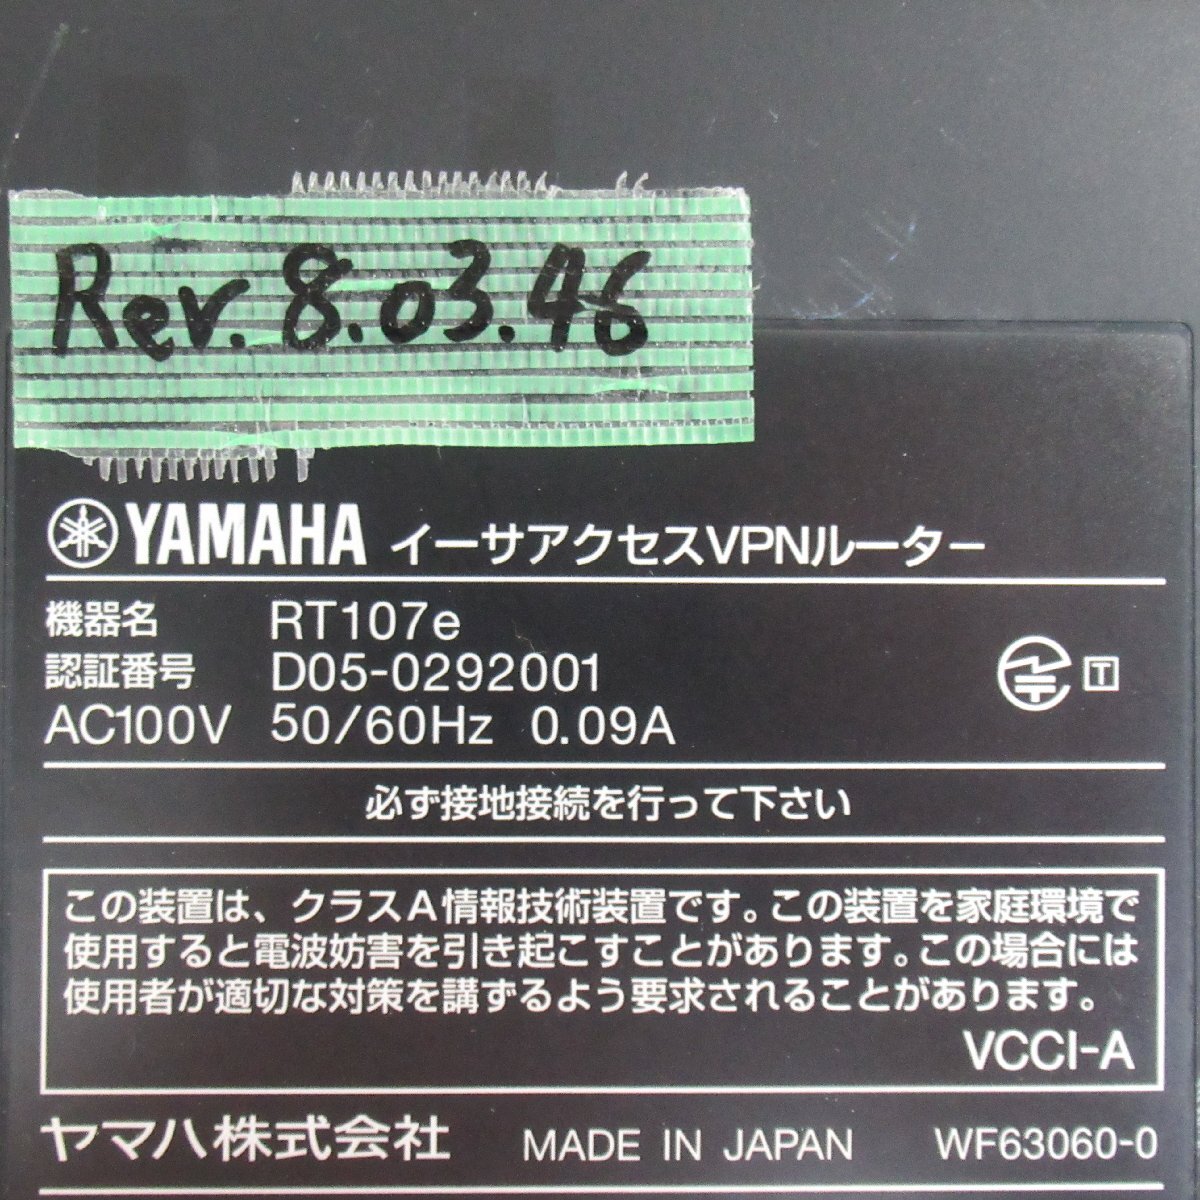 Rev. 8.03.46
YAMAHA イーサアクセスVPNルーター
機器名 RT107e
認証番号 D05-0292001
AC100V 50/60Hz 0.09A
T
必ず接地接続を行って下さい
この装置は、クラスA情報技術装置です。この装置を家庭環境で
使用すると電波妨害を引き起こすことがあります。この場合には
使用者が適切な対策を講ずるよう要求されることがあります。
VCCI-A
ヤマハ株式会社 MADE IN JAPAN WF63060-0